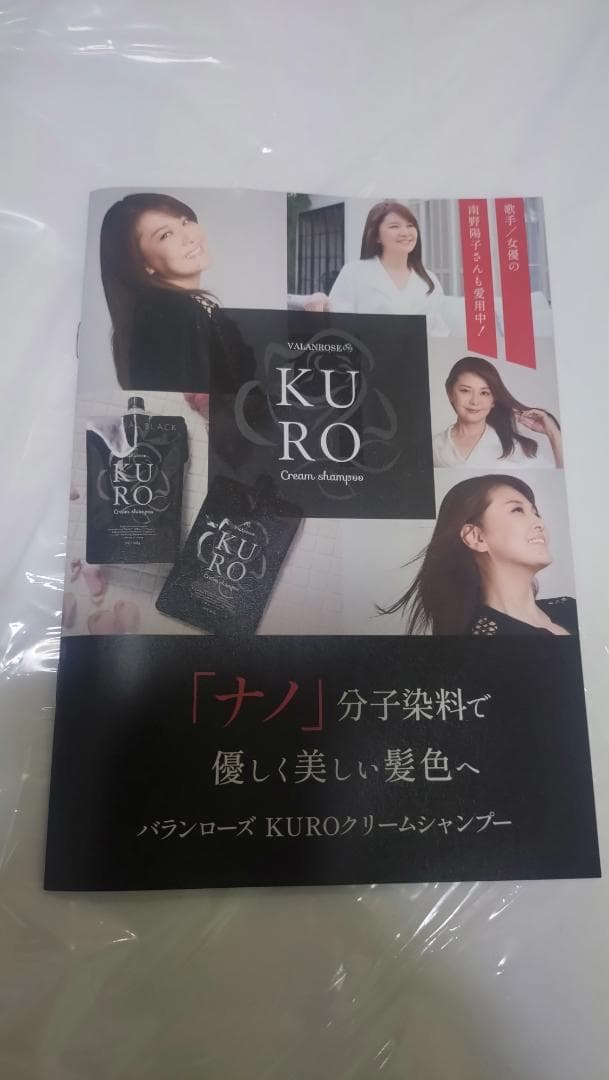 歌手/女優の
南野陽子さんも愛用中!
VALANROSE
KU
RO
Cream shampoo
BLACK
KU
RO
Cream shampoo
KU
RO
Cream shampoo
「ナノ」分子染料で
優しく美しい髪色へ
バランローズ KUROクリームシャンプー